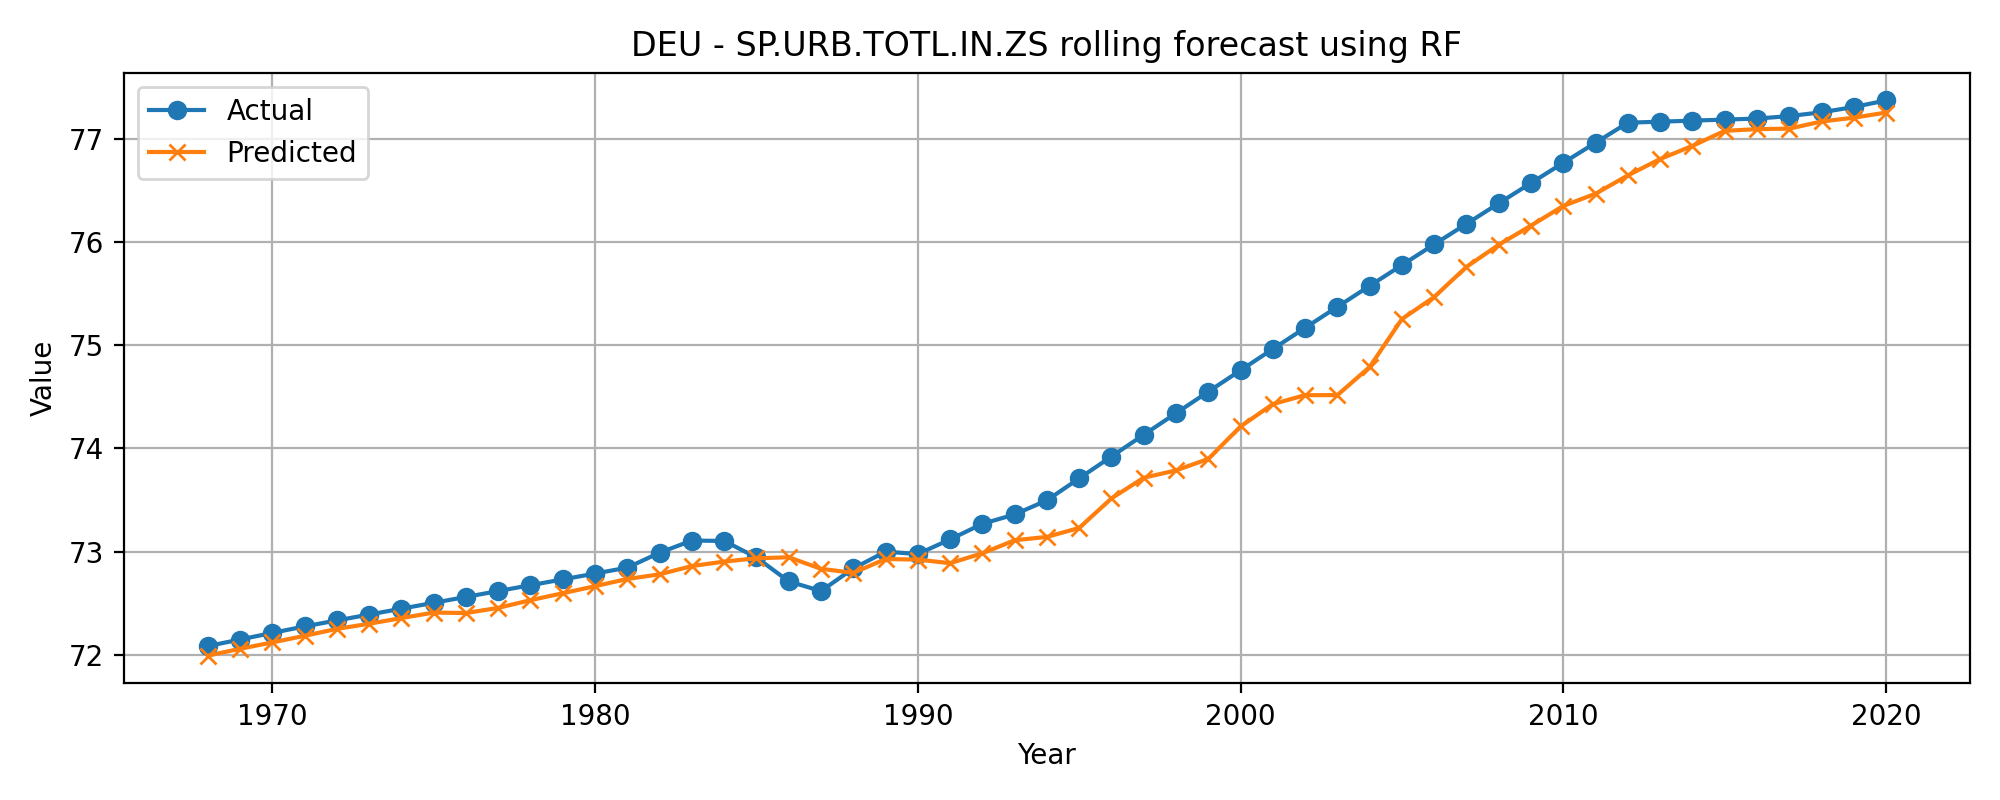 DEU - SP.URB.TOTL.IN.ZS rolling forecast using RF
Actual
Predicted
77
76
75
74
73
72
Value
1970 1980 1990 2000 2010 2020
Year